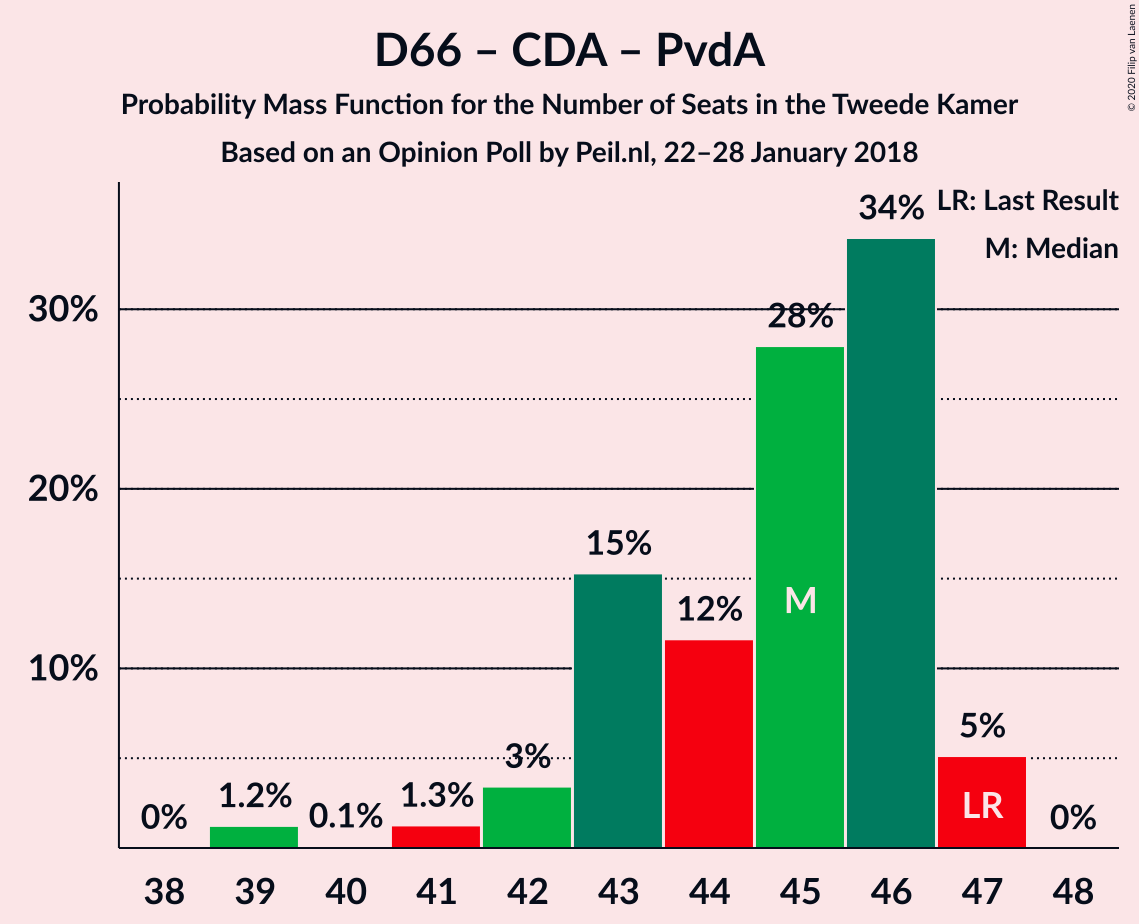 D66 – CDA – PvdA
Probability Mass Function for the Number of Seats in the Tweede Kamer
Based on an Opinion Poll by Peil.nl, 22–28 January 2018
© 2020 Filip van Laenen
LR: Last Result
M: Median
30%
20%
10%
0%
1.2%
0.1%
1.3%
3%
15%
12%
28%
34%
5%
0%
M
LR
38 39 40 41 42 43 44 45 46 47 48